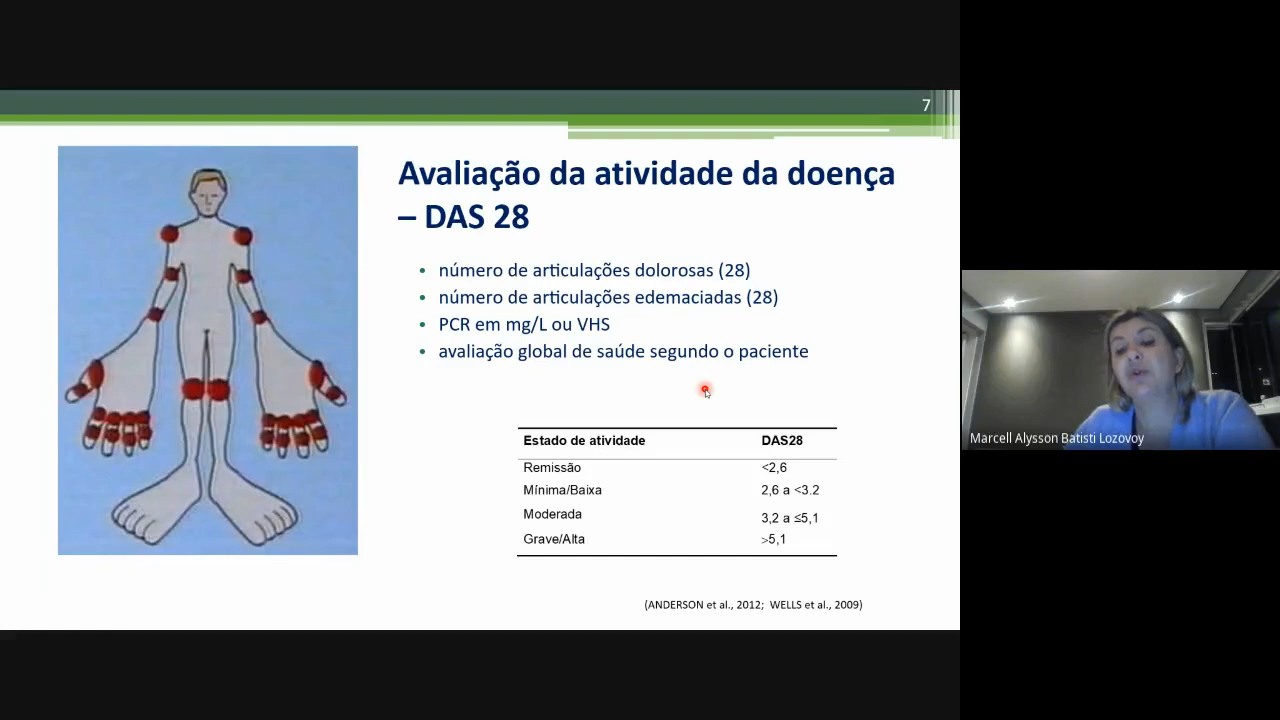 7
Avaliação da atividade da doença
– DAS 28
• número de articulações dolorosas (28)
• número de articulações edemaciadas (28)
• PCR em mg/L ou VHS
• avaliação global de saúde segundo o paciente
Estado de atividade DAS28
Remissão <2,6
Mínima/Baixa 2,6 a <3.2
Moderada 3,2 a ≤5,1
Grave/Alta >5,1
(ANDERSON et al., 2012; WELLS et al., 2009)
Marcell Alysson Batisti Lozovoy